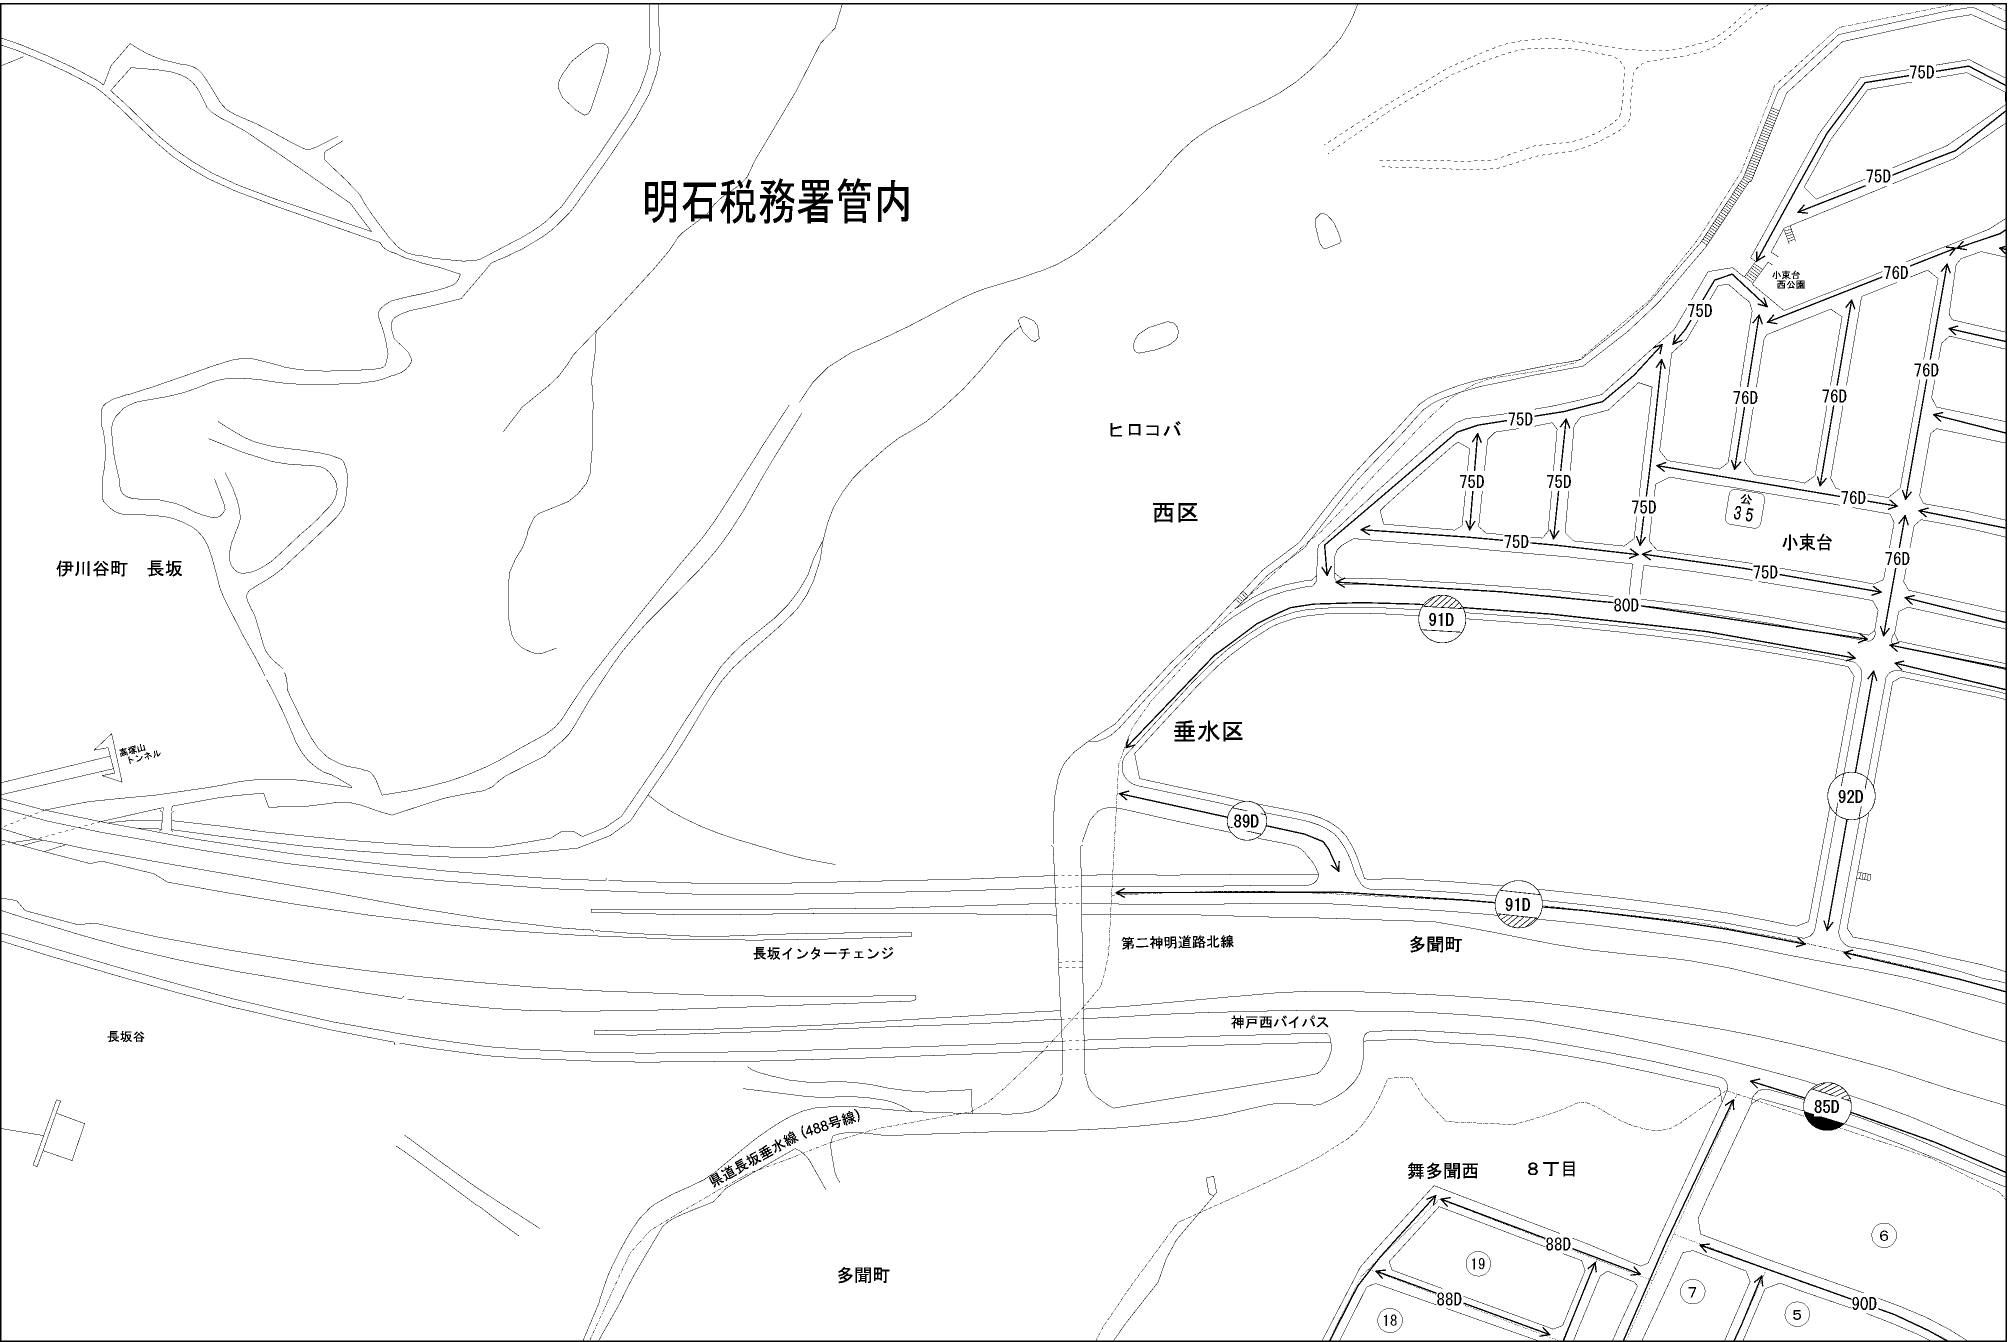 75D
明石税務署管内
75D
小東台
西公園
76D
75D
76D
76D
76D
75D
ヒロコバ
75D
75D
76D
公
35
75D
西区
75D
小東台
76D
伊川谷町 長坂
75D
80D
91D
垂水区
高塚山
トンネル
92D
89D
91D
第二神明道路北線
多聞町
長坂インターチェンジ
神戸西バイパス
長坂谷
85D
県道長坂垂水線(488号線)
舞多聞西 8丁目
6
88D
19
多聞町
7
88D
90D
5
18